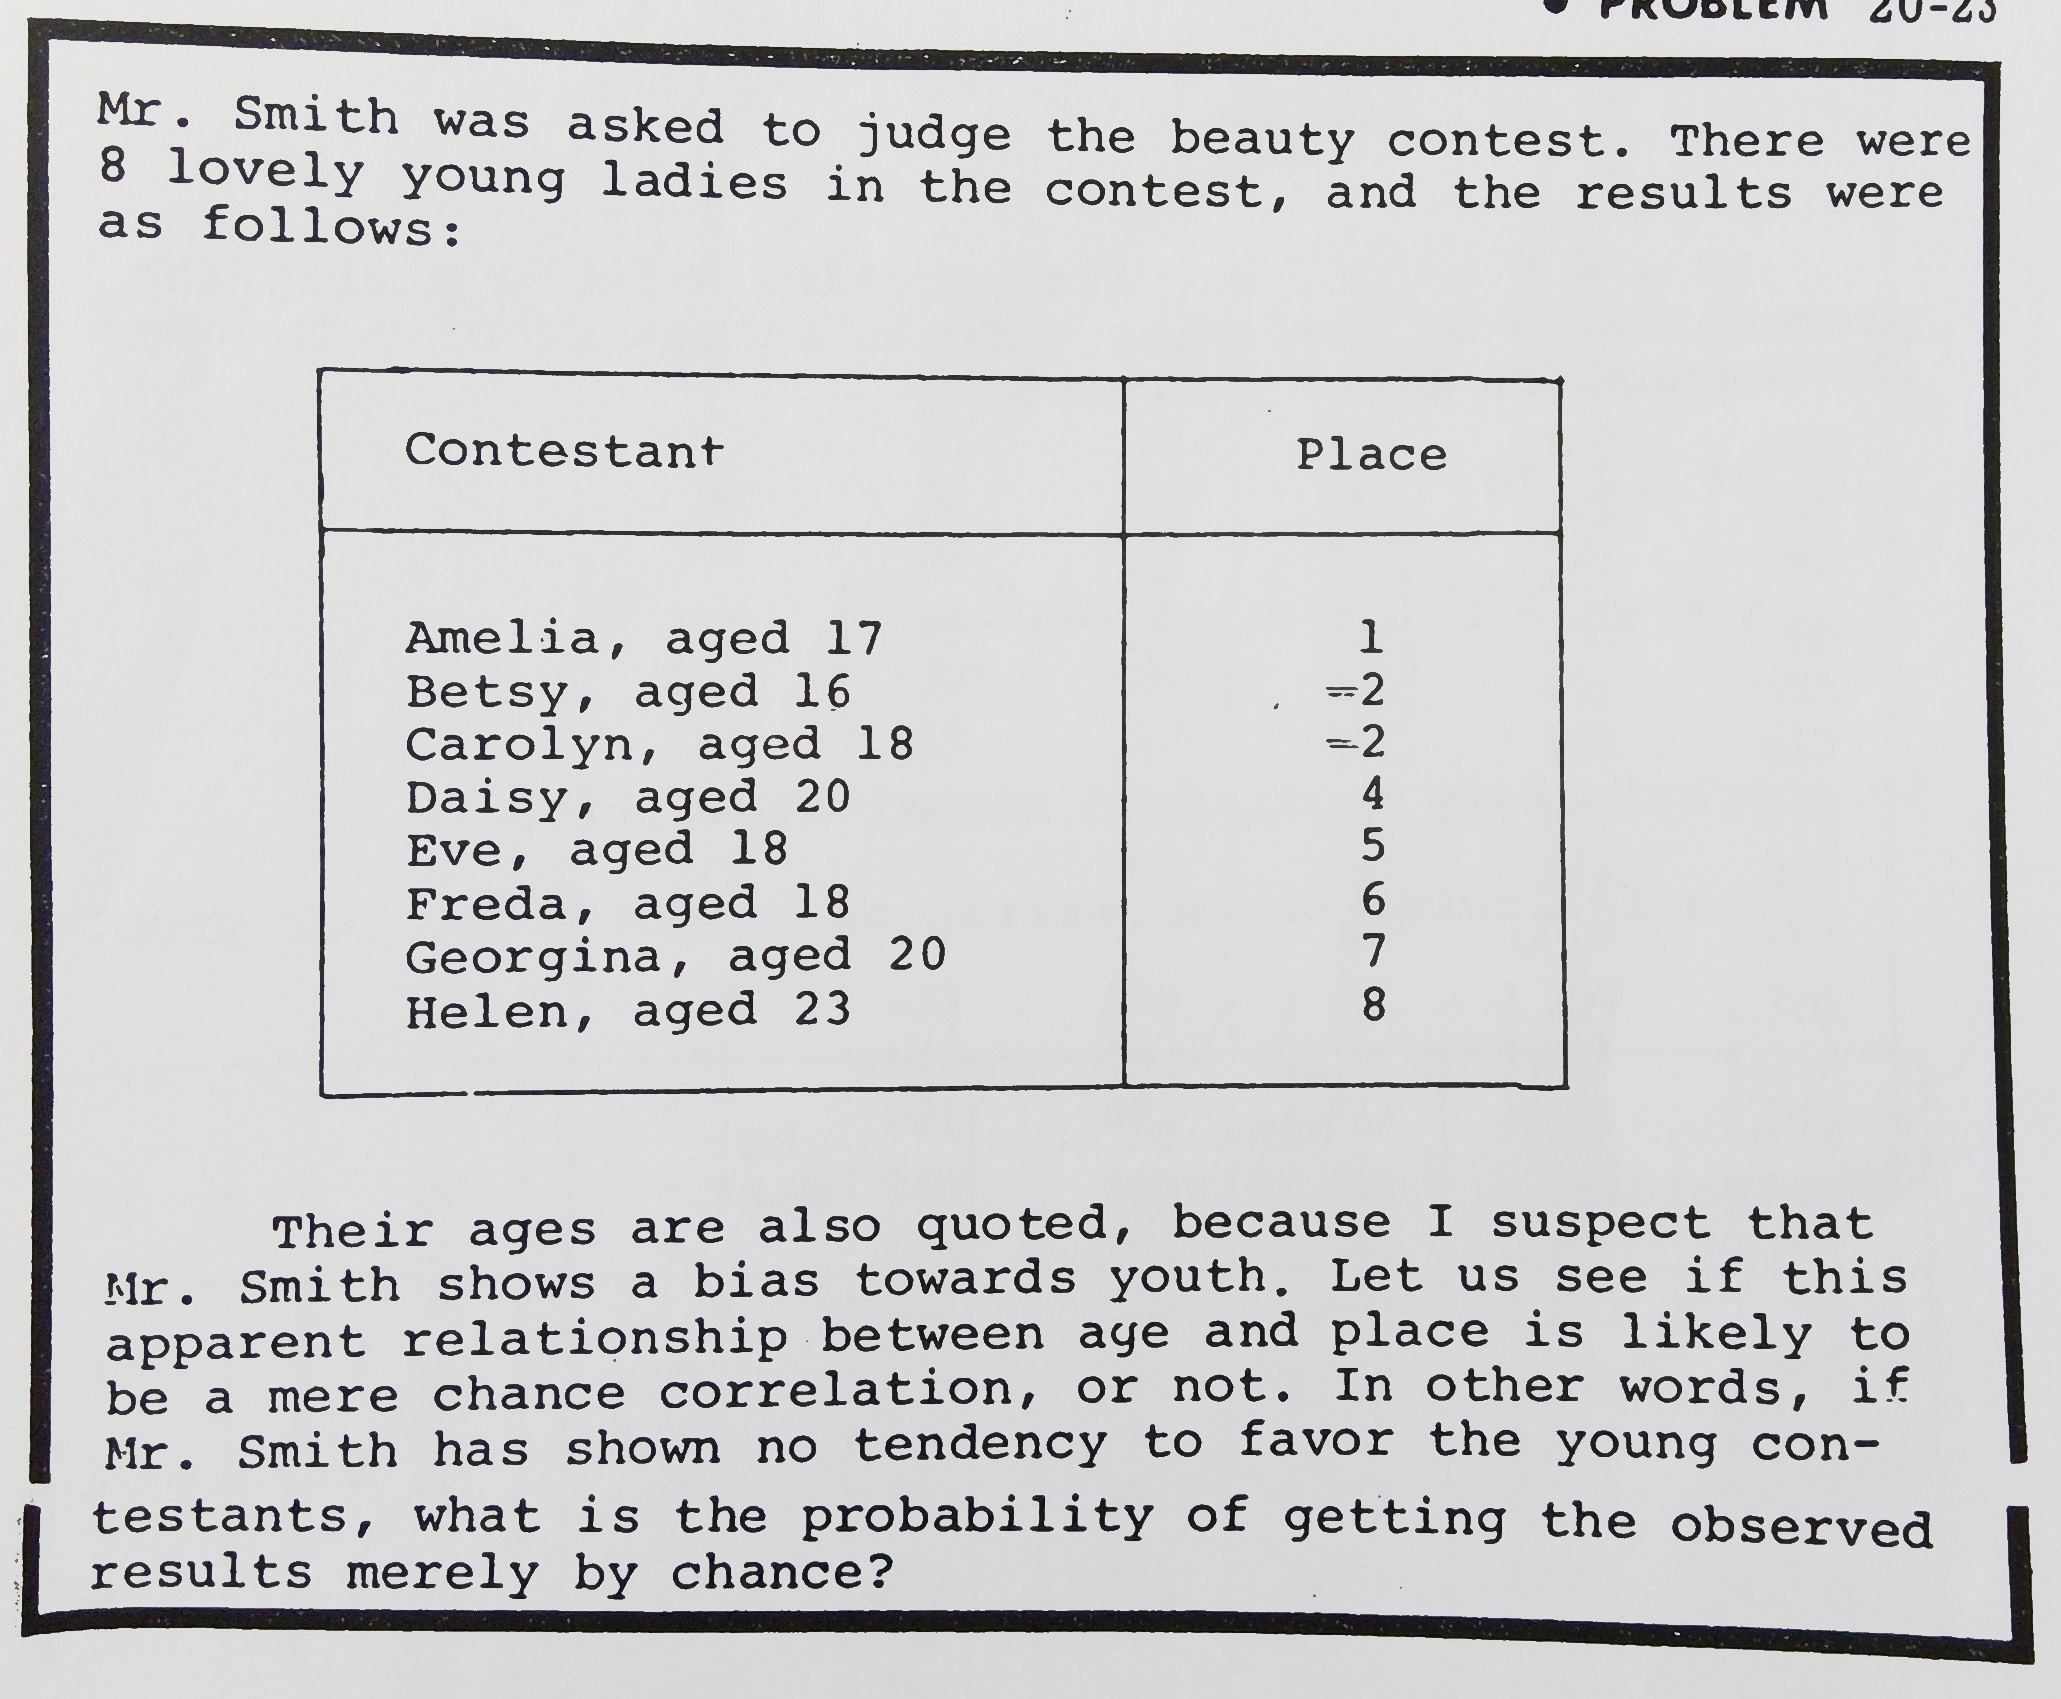 PROBLEM 20-23
Mr. Smith was asked to judge the beauty contest. There were
8 lovely young ladies in the contest, and the results were
as follows:
Contestant Place
Amelia, aged 17 1
Betsy, aged 16 =2
Carolyn, aged 18 =2
Daisy, aged 20 4
Eve, aged 18 5
Freda, aged 18 6
Georgina, aged 20 7
Helen, aged 23 8
Their ages are also quoted, because I suspect that
Mr. Smith shows a bias towards youth. Let us see if this
apparent relationship between age and place is likely to
be a mere chance correlation, or not. In other words, if
Mr. Smith has shown no tendency to favor the young con-
testants, what is the probability of getting the observed
results merely by chance?